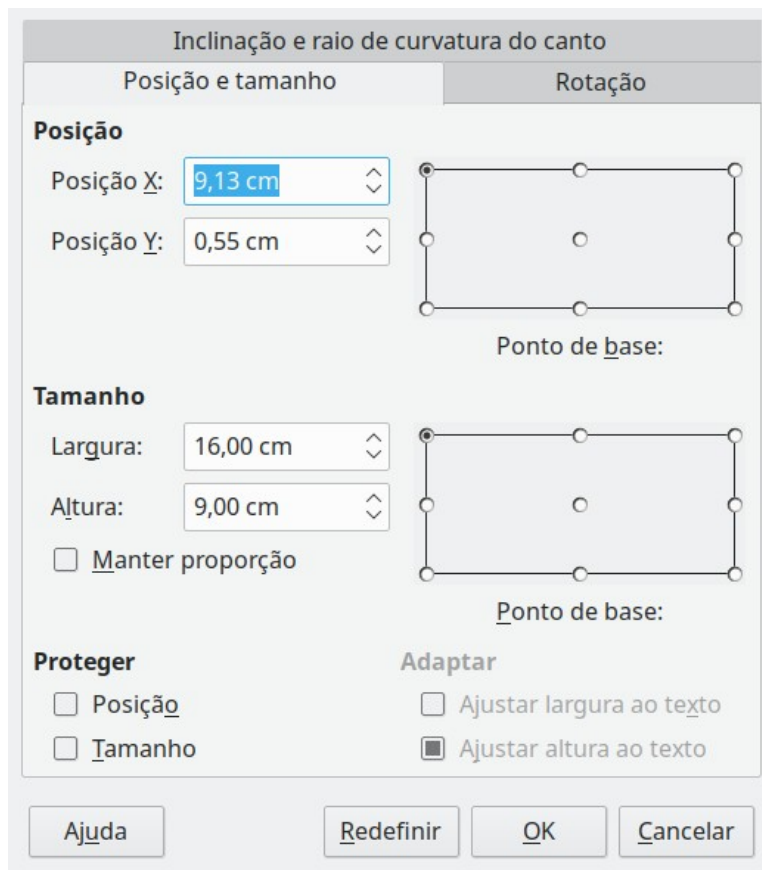 Inclinação e raio de curvatura do canto
Posição e tamanho
Rotação
Posição
Posição X:
9,13 cm
Posição Y:
0,55 cm
Ponto de base:
Tamanho
Largura:
16,00 cm
Altura:
9,00 cm
Manter proporção
Ponto de base:
Proteger
Adaptar
Posição
Ajustar largura ao texto
Tamanho
Ajustar altura ao texto
Ajuda
Redefinir
OK
Cancelar